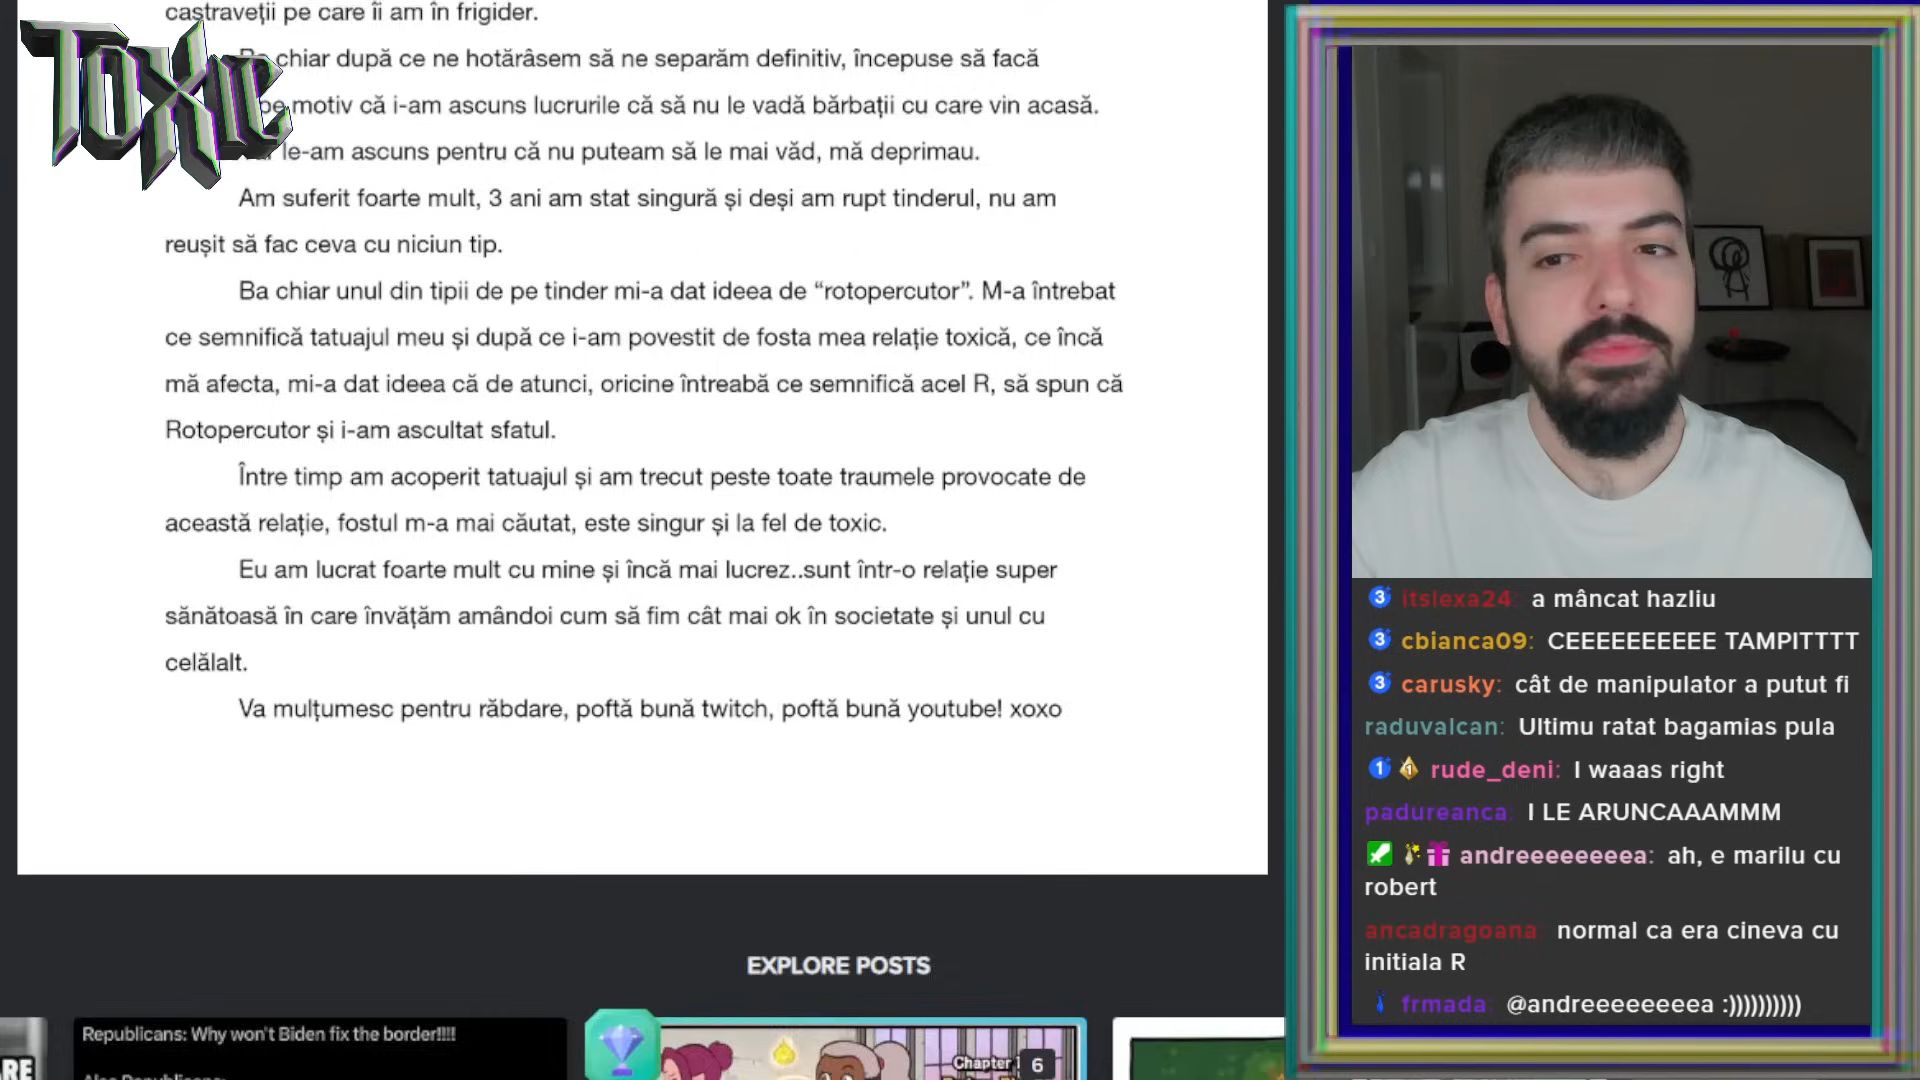 castraveții pe care îi am în frigider.
chiar după ce ne hotărâsem să ne separăm definitiv, începuse să facă
pe motiv că i-am ascuns lucrurile că să nu le vadă bărbații cu care vin acasă.
le-am ascuns pentru că nu puteam să le mai văd, mă deprimau.
Am suferit foarte mult, 3 ani am stat singură și deși am rupt tinderul, nu am
reușit să fac ceva cu niciun tip.
Ba chiar unul din tipii de pe tinder mi-a dat ideea de “rotopercutor”. M-a întrebat
ce semnifică tatuajul meu și după ce i-am povestit de fosta mea relație toxică, ce încă
mă afecta, mi-a dat ideea că de atunci, oricine întreabă ce semnifică acel R, să spun că
Rotopercutor și i-am ascultat sfatul.
Între timp am acoperit tatuajul și am trecut peste toate traumele provocate de
această relație, fostul m-a mai căutat, este singur și la fel de toxic.
Eu am lucrat foarte mult cu mine și încă mai lucrez..sunt într-o relație super
sănătoasă în care învățăm amândoi cum să fim cât mai ok în societate și unul cu
celălalt.
Va mulțumesc pentru răbdare, poftă bună twitch, poftă bună youtube! xoxo
TOXIC
EXPLORE POSTS
ARE
Republicans: Why won't Biden fix the border!!!!
Also Republicans:
Chapter
6
3 itslexa24: a mâncat hazliu
3 cbianca09: CEEEEEEEEEE TAMPITTTT
3 carusky: cât de manipulator a putut fi
raduvalcan: Ultimu ratat bagamias pula
1 1 rude_deni: I waaas right
padureanca: I LE ARUNCAAAMMM
andreeeeeeeea: ah, e marilu cu
robert
ancadragoana: normal ca era cineva cu
initiala R
frmada: @andreeeeeeeea :))))))))))